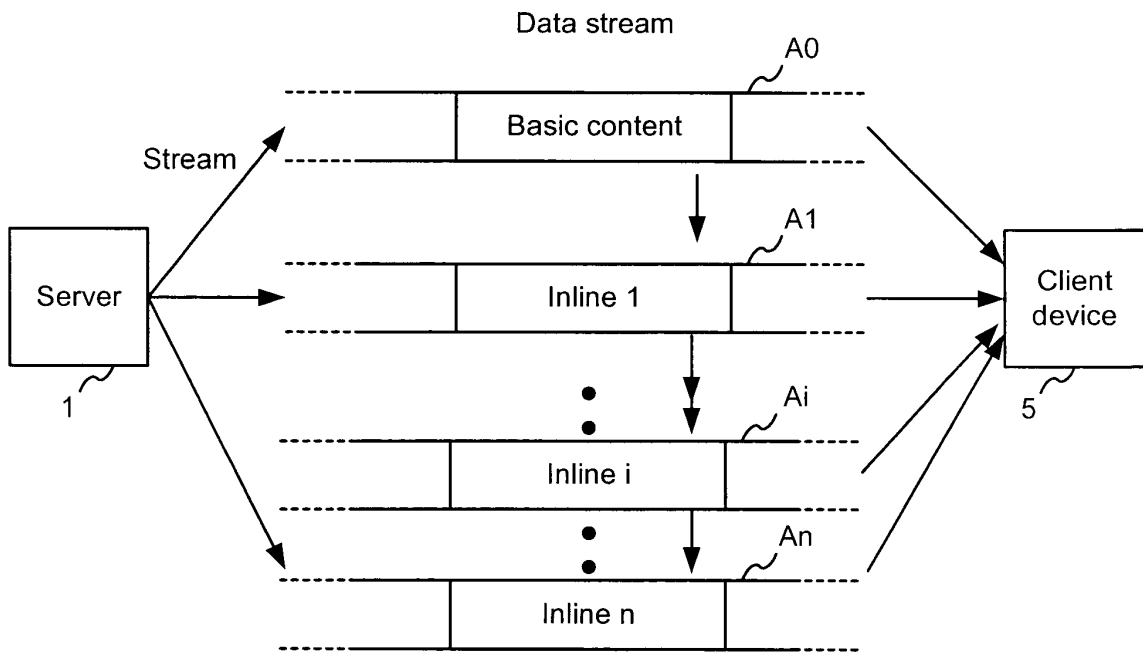 Data stream
A0
Basic content
Stream
A1
Server
Inline 1
Client
device
1
5
Ai
Inline i
An
Inline n